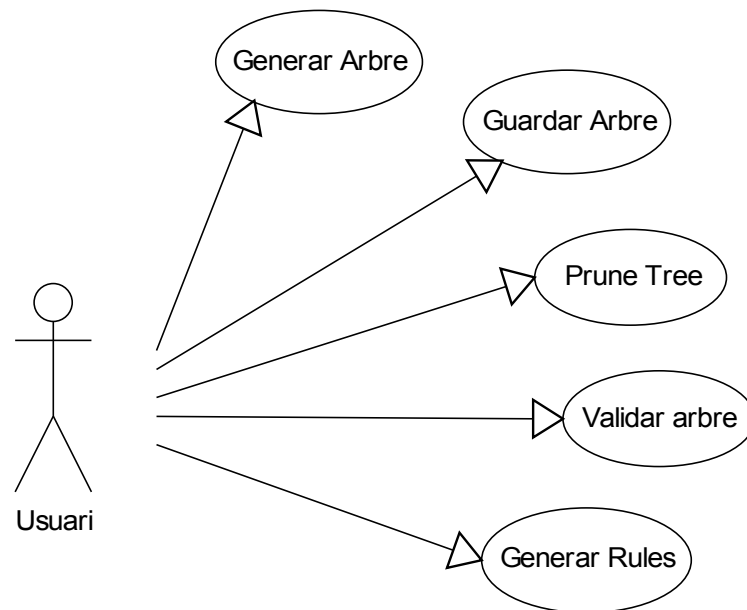 Generar Arbre
Guardar Arbre
Prune Tree
Validar arbre
Usuari
Generar Rules